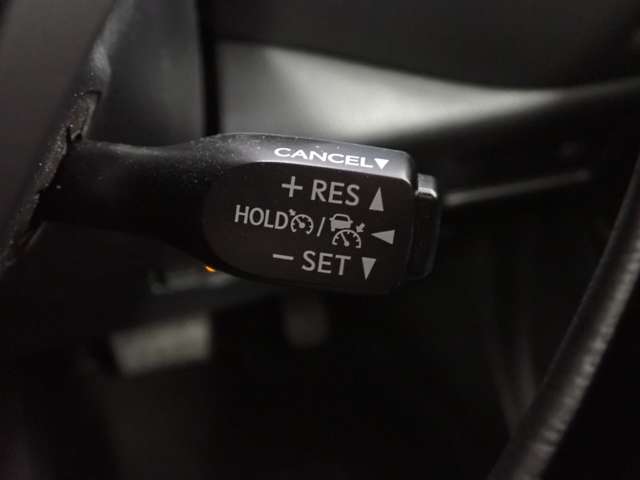 CANCEL▼
+ RES ▲
HOLD / ◀
− SET ▼